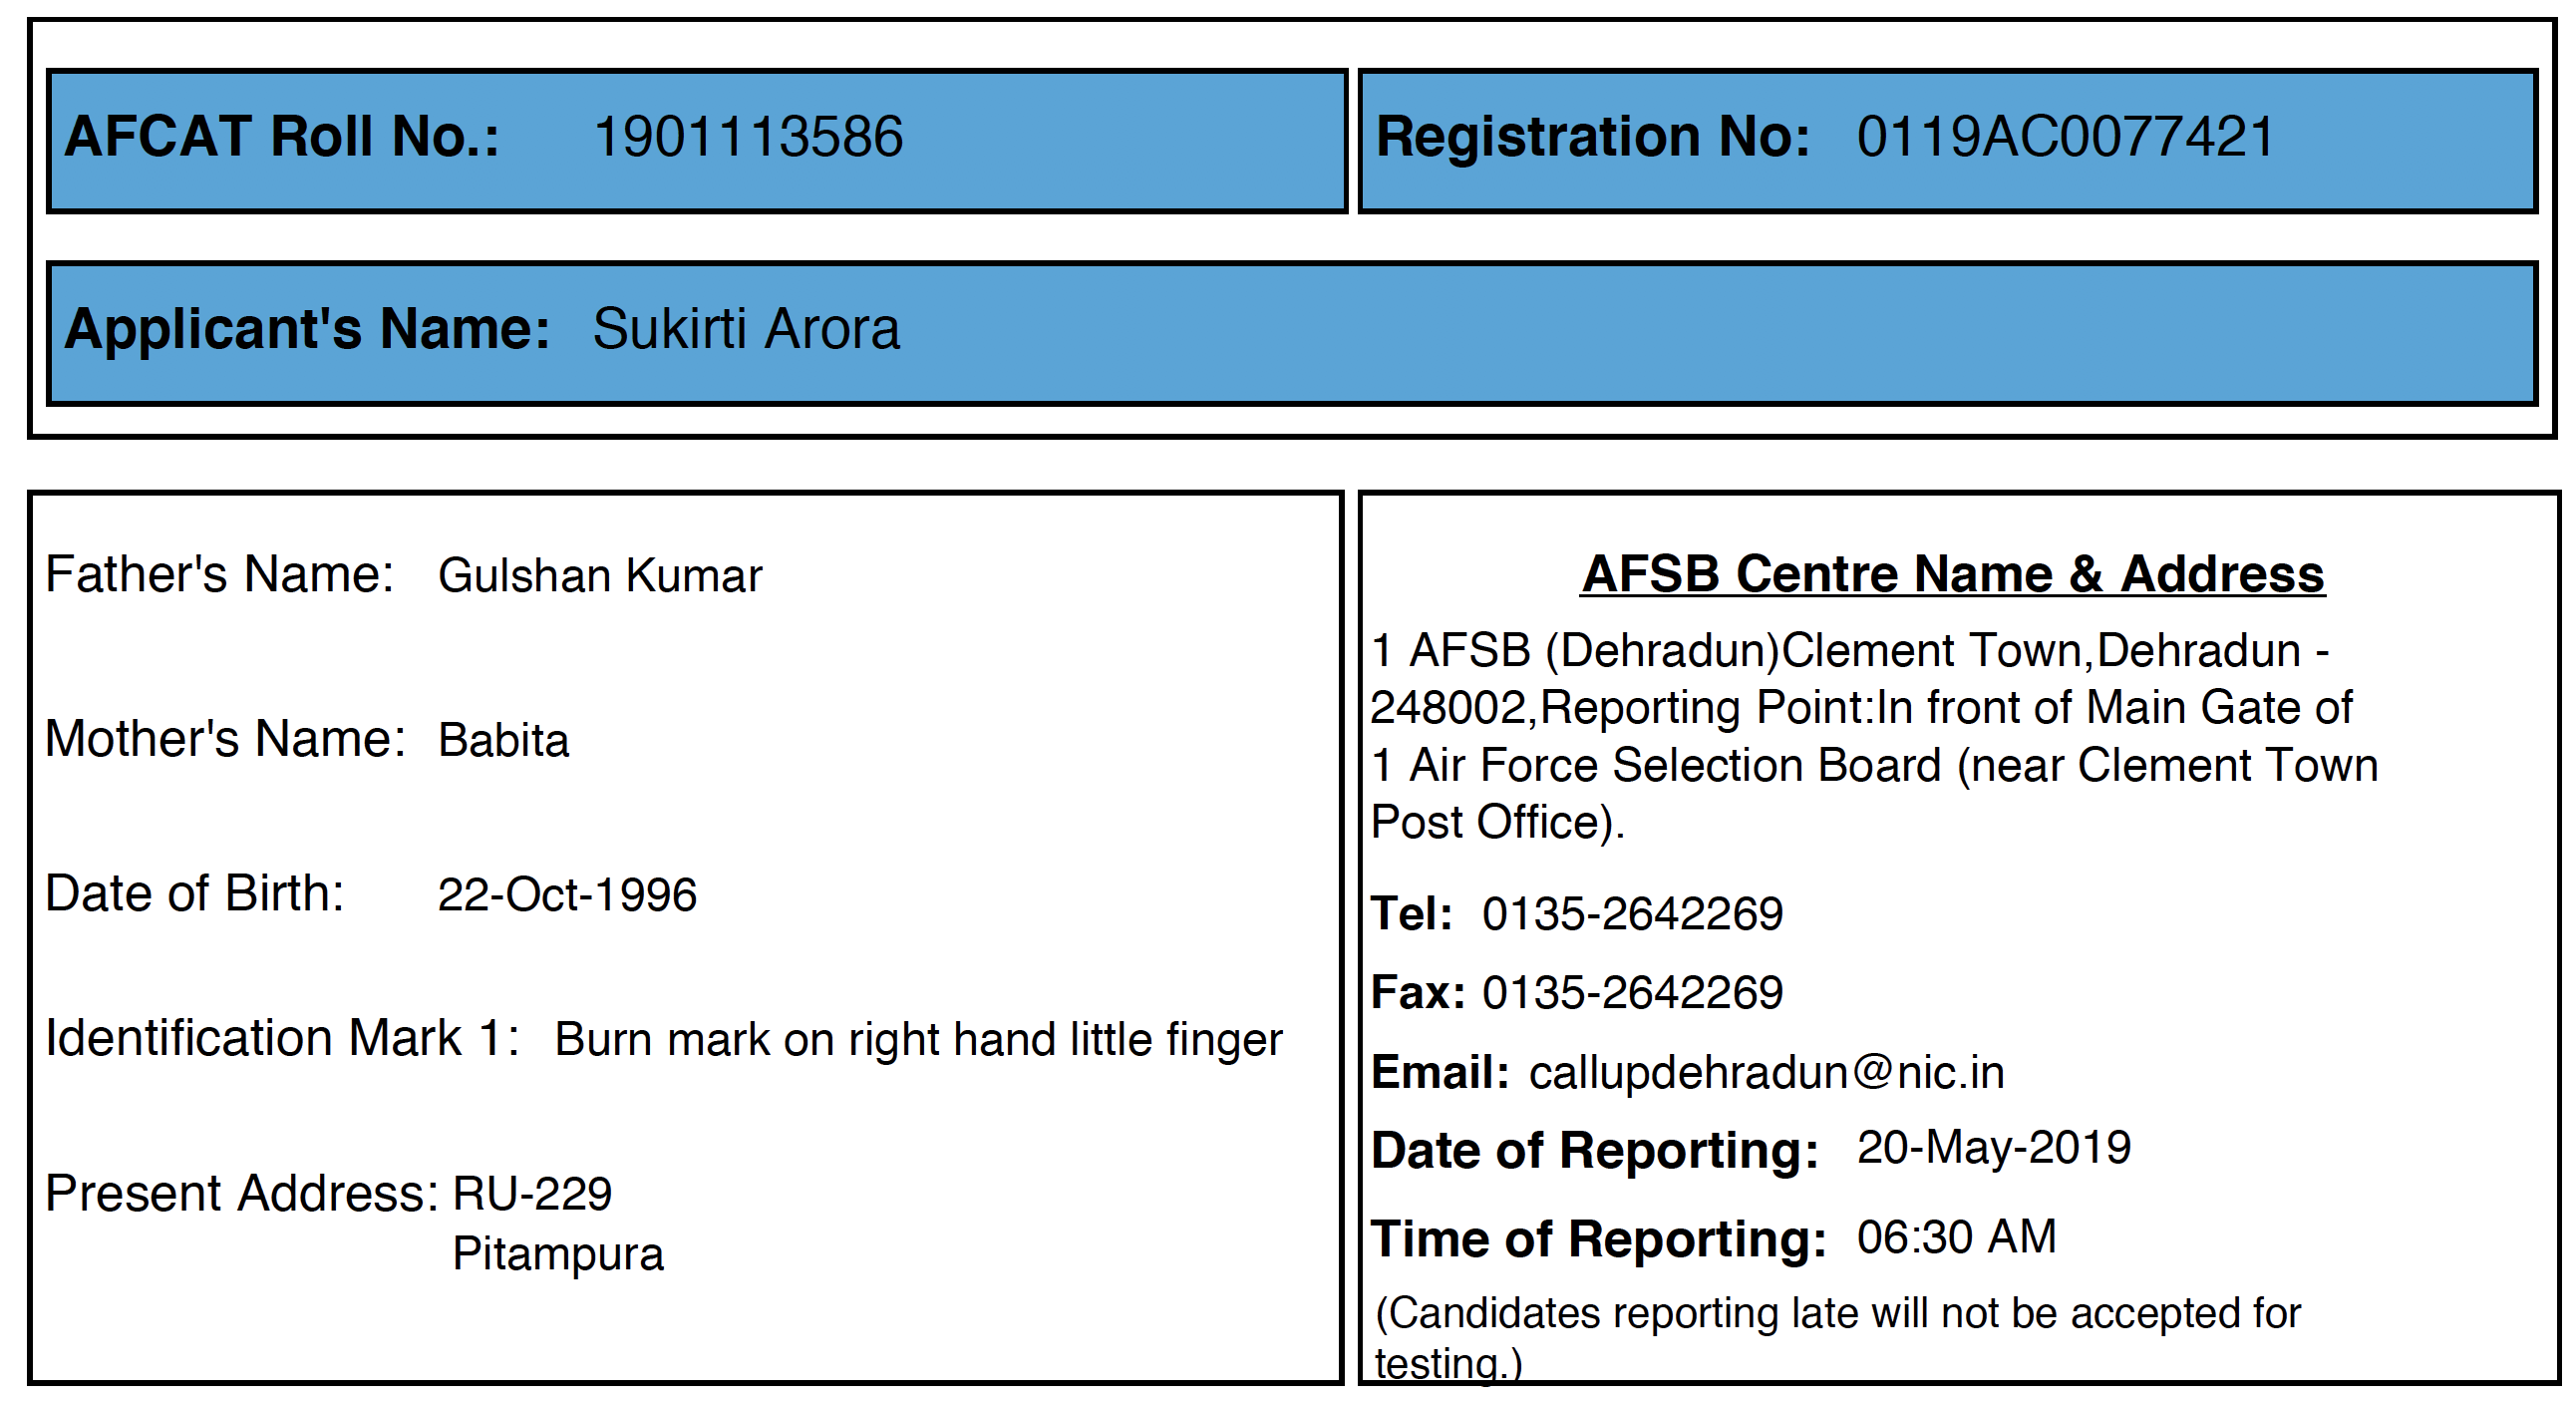 AFCAT Roll No.: 1901113586 Registration No: 0119AC0077421
Applicant's Name: Sukirti Arora
Father's Name: Gulshan Kumar
Mother's Name: Babita
Date of Birth: 22-Oct-1996
Identification Mark 1: Burn mark on right hand little finger
Present Address: RU-229
Pitampura
AFSB Centre Name & Address
1 AFSB (Dehradun)Clement Town,Dehradun -
248002,Reporting Point:In front of Main Gate of
1 Air Force Selection Board (near Clement Town
Post Office).
Tel: 0135-2642269
Fax: 0135-2642269
Email: callupdehradun@nic.in
Date of Reporting: 20-May-2019
Time of Reporting: 06:30 AM
(Candidates reporting late will not be accepted for
testing.)